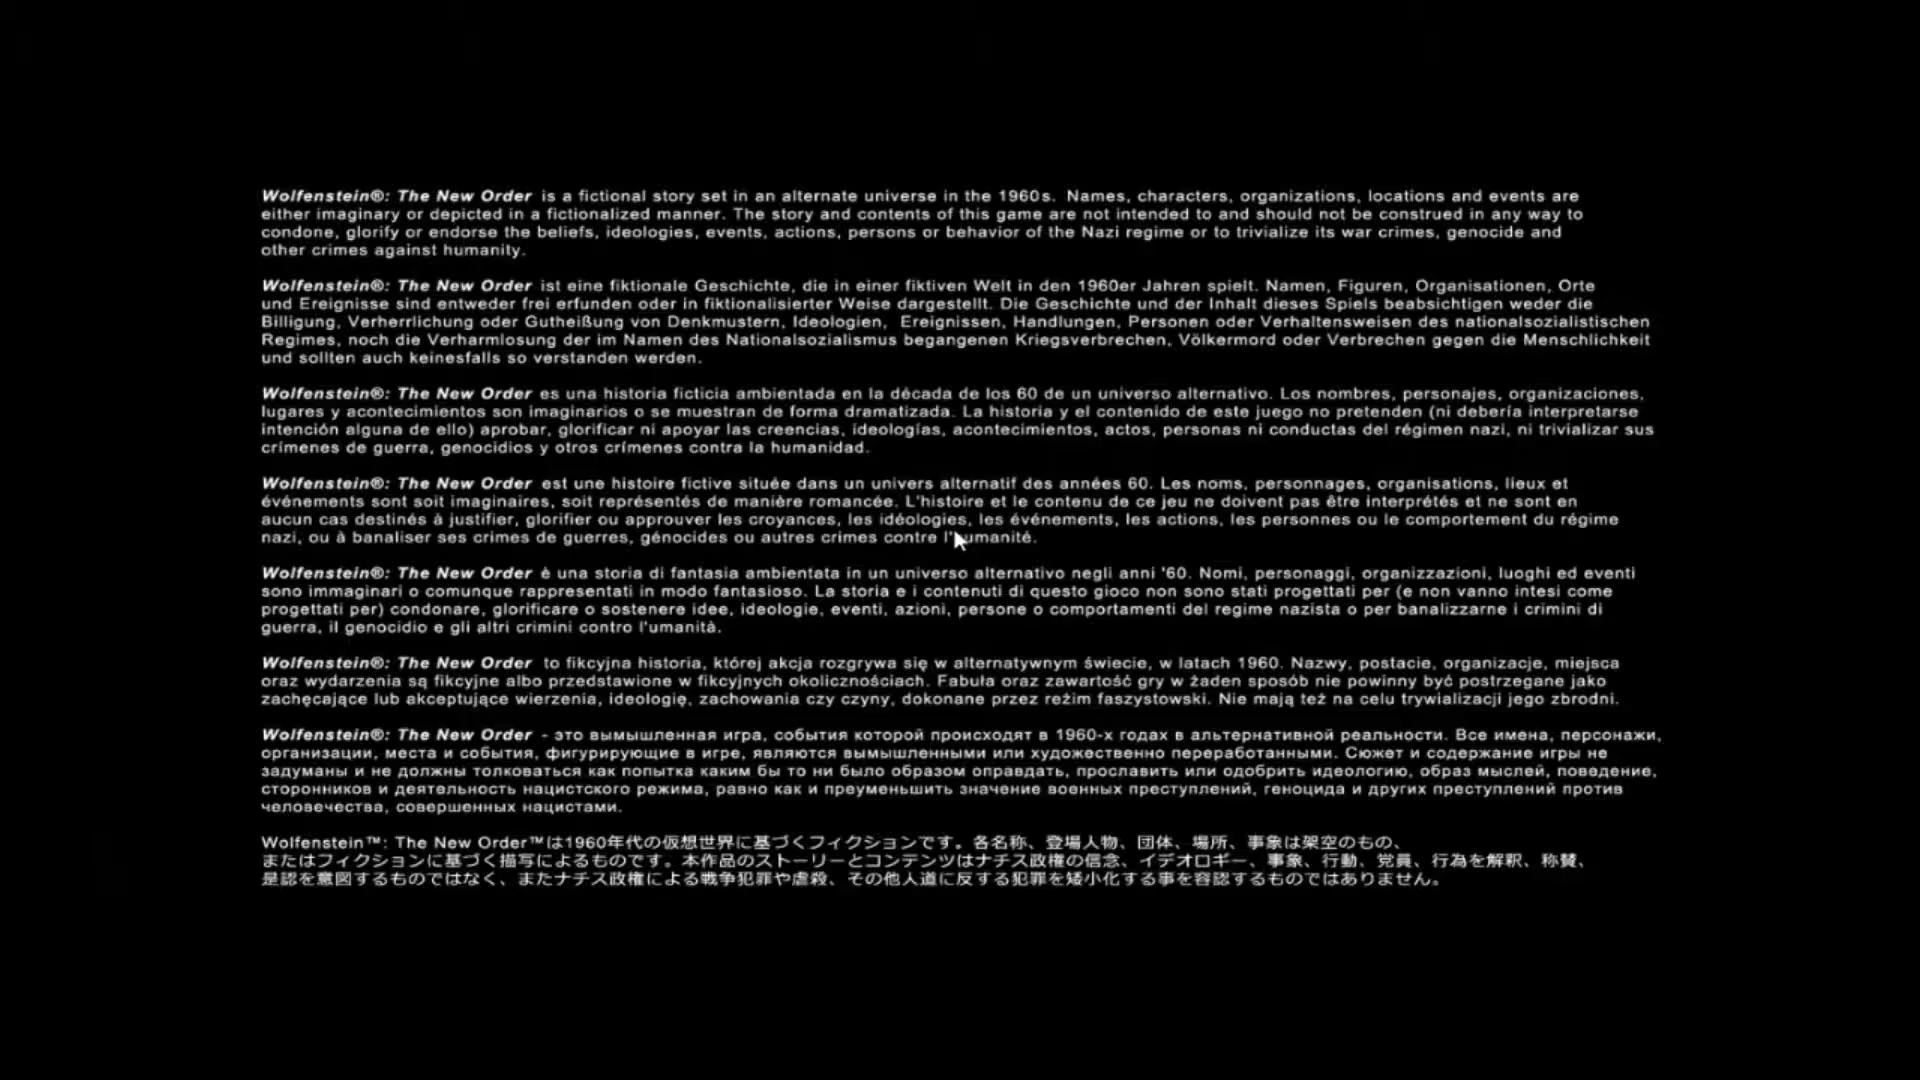 Wolfenstein®: The New Order is a fictional story set in an alternate universe in the 1960s. Names, characters, organizations, locations and events are
either imaginary or depicted in a fictionalized manner. The story and contents of this game are not intended to and should not be construed in any way to
condone, glorify or endorse the beliefs, ideologies, events, actions, persons or behavior of the Nazi regime or to trivialize its war crimes, genocide and
other crimes against humanity.
Wolfenstein®: The New Order ist eine fiktionale Geschichte, die in einer fiktiven Welt in den 1960er Jahren spielt. Namen, Figuren, Organisationen, Orte
und Ereignisse sind entweder frei erfunden oder in fiktionalisierter Weise dargestellt. Die Geschichte und der Inhalt dieses Spiels beabsichtigen weder die
Billigung, Verherrlichung oder Gutheißung von Denkmustern, Ideologien, Ereignissen, Handlungen, Personen oder Verhaltensweisen des nationalsozialistischen
Regimes, noch die Verharmlosung der im Namen des Nationalsozialismus begangenen Kriegsverbrechen, Völkermord oder Verbrechen gegen die Menschlichkeit
und sollten auch keinesfalls so verstanden werden.
Wolfenstein®: The New Order es una historia ficticia ambientada en la década de los 60 de un universo alternativo. Los nombres, personajes, organizaciones,
lugares y acontecimientos son imaginarios o se muestran de forma dramatizada. La historia y el contenido de este juego no pretenden (ni debería interpretarse
intención alguna de ello) aprobar, glorificar ni apoyar las creencias, ideologías, acontecimientos, actos, personas ni conductas del régimen nazi, ni trivializar sus
crímenes de guerra, genocidios y otros crímenes contra la humanidad.
Wolfenstein®: The New Order est une histoire fictive située dans un univers alternatif des années 60. Les noms, personnages, organisations, lieux et
événements sont soit imaginaires, soit représentés de manière romancée. L'histoire et le contenu de ce jeu ne doivent pas être interprétés et ne sont en
aucun cas destinés à justifier, glorifier ou approuver les croyances, les idéologies, les événements, les actions, les personnes ou le comportement du régime
nazi, ou à banaliser ses crimes de guerres, génocides ou autres crimes contre l'humanité.
Wolfenstein®: The New Order è una storia di fantasia ambientata in un universo alternativo negli anni '60. Nomi, personaggi, organizzazioni, luoghi ed eventi
sono immaginari o comunque rappresentati in modo fantasioso. La storia e i contenuti di questo gioco non sono stati progettati per (e non vanno intesi come
progettati per) condonare, glorificare o sostenere idee, ideologie, eventi, azioni, persone o comportamenti del regime nazista o per banalizzarne i crimini di
guerra, il genocidio e gli altri crimini contro l'umanità.
Wolfenstein®: The New Order to fikcyjna historia, której akcja rozgrywa się w alternatywnym świecie, w latach 1960. Nazwy, postacie, organizacje, miejsca
oraz wydarzenia są fikcyjne albo przedstawione w fikcyjnych okolicznościach. Fabuła oraz zawartość gry w żaden sposób nie powinny być postrzegane jako
zachęcające lub akceptujące wierzenia, ideologię, zachowania czy czyny, dokonane przez reżim faszystowski. Nie mają też na celu trywializacji jego zbrodni.
Wolfenstein®: The New Order - это вымышленная игра, события которой происходят в 1960-х годах в альтернативной реальности. Все имена, персонажи,
организации, места и события, фигурирующие в игре, являются вымышленными или художественно переработанными. Сюжет и содержание игры не
задуманы и не должны толковаться как попытка каким бы то ни было образом оправдать, прославить или одобрить идеологию, образ мыслей, поведение,
сторонников и деятельность нацистского режима, равно как и преуменьшить значение военных преступлений, геноцида и других преступлений против
человечества, совершенных нацистами.
Wolfenstein™: The New Order™は1960年代の仮想世界に基づくフィクションです。各名称、登場人物、団体、場所、事象は架空のもの、
またはフィクションに基づく描写によるものです。本作品のストーリーとコンテンツはナチス政権の信念、イデオロギー、事象、行動、党員、行為を解釈、称賛、
是認を意図するものではなく、またナチス政権による戦争犯罪や虐殺、その他人道に反する犯罪を矮小化する事を容認するものではありません。